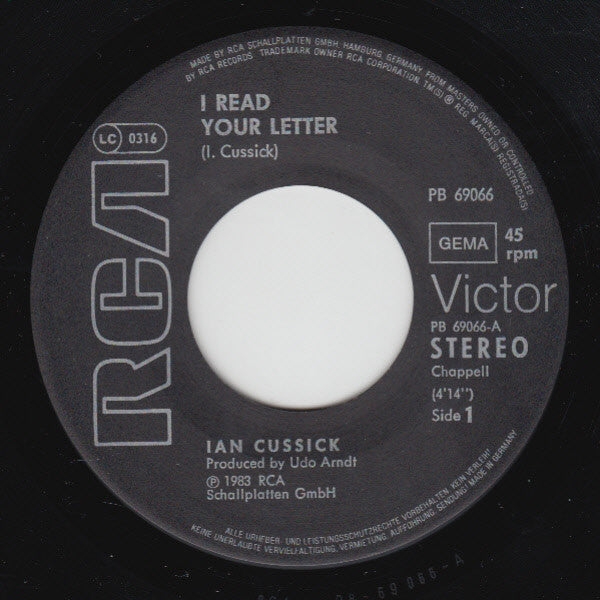 MADE BY RCA SCHALLPLATTEN GMBH, HAMBURG, GERMANY, FROM MASTERS OWNED OR CONTROLLED
BY RCA RECORDS TRADEMARK OWNER RCA CORPORATION. TM(S) ® REG. MARCA(S) REGISTRADA(S)
I READ
YOUR LETTER
(I. Cussick)
LC 0316
RCA
PB 69066
GEMA 45
rpm
Victor
PB 69066-A
STEREO
Chappell
(4'14")
Side 1
IAN CUSSICK
Produced by Udo Arndt
℗ 1983 RCA
Schallplatten GmbH
ALLE URHEBER- UND LEISTUNGSSCHUTZRECHTE VORBEHALTEN. KEIN VERLEIH!
KEINE UNERLAUBTE VERVIELFÄLTIGUNG, VERMIETUNG, AUFFÜHRUNG, SENDUNG! MADE IN GERMANY
69066-A